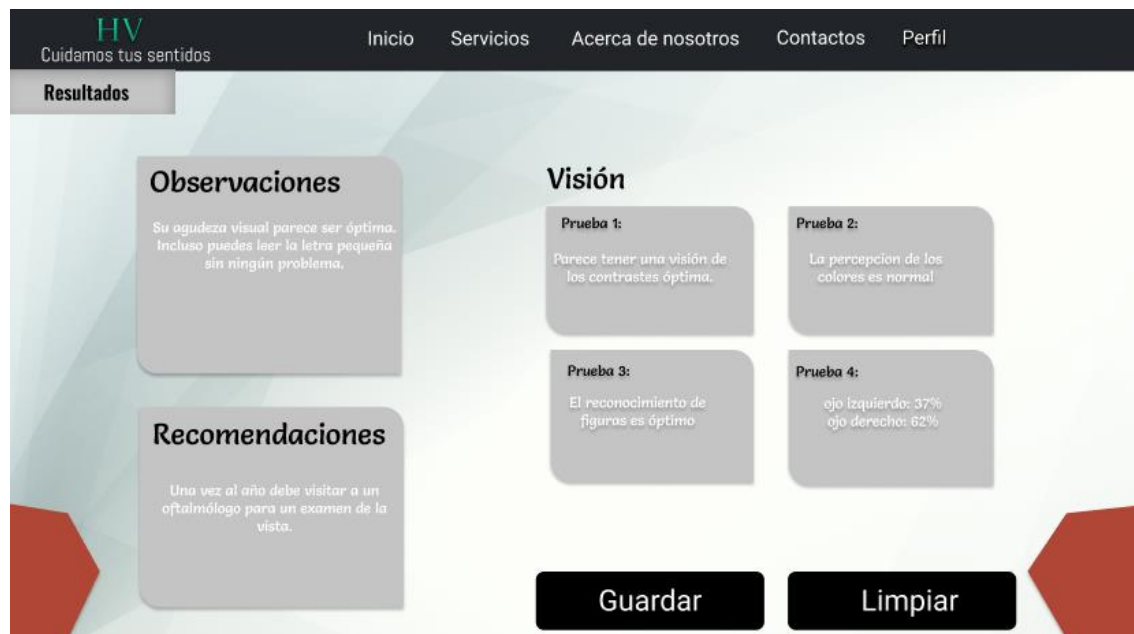 HV
Cuidamos tus sentidos
Inicio
Servicios
Acerca de nosotros
Contactos
Perfil
Resultados
Observaciones
Su agudeza visual parece ser óptima.
Incluso puedes leer la letra pequeña
sin ningún problema.
Recomendaciones
Una vez al año debe visitar a un
oftalmólogo para un examen de la
vista.
Visión
Prueba 1:
Parece tener una visión de
los contrastes óptima.
Prueba 2:
La percepcion de los
colores es normal
Prueba 3:
El reconocimiento de
figuras es óptimo
Prueba 4:
ojo izquierdo: 37%
ojo derecho: 62%
Guardar
Limpiar